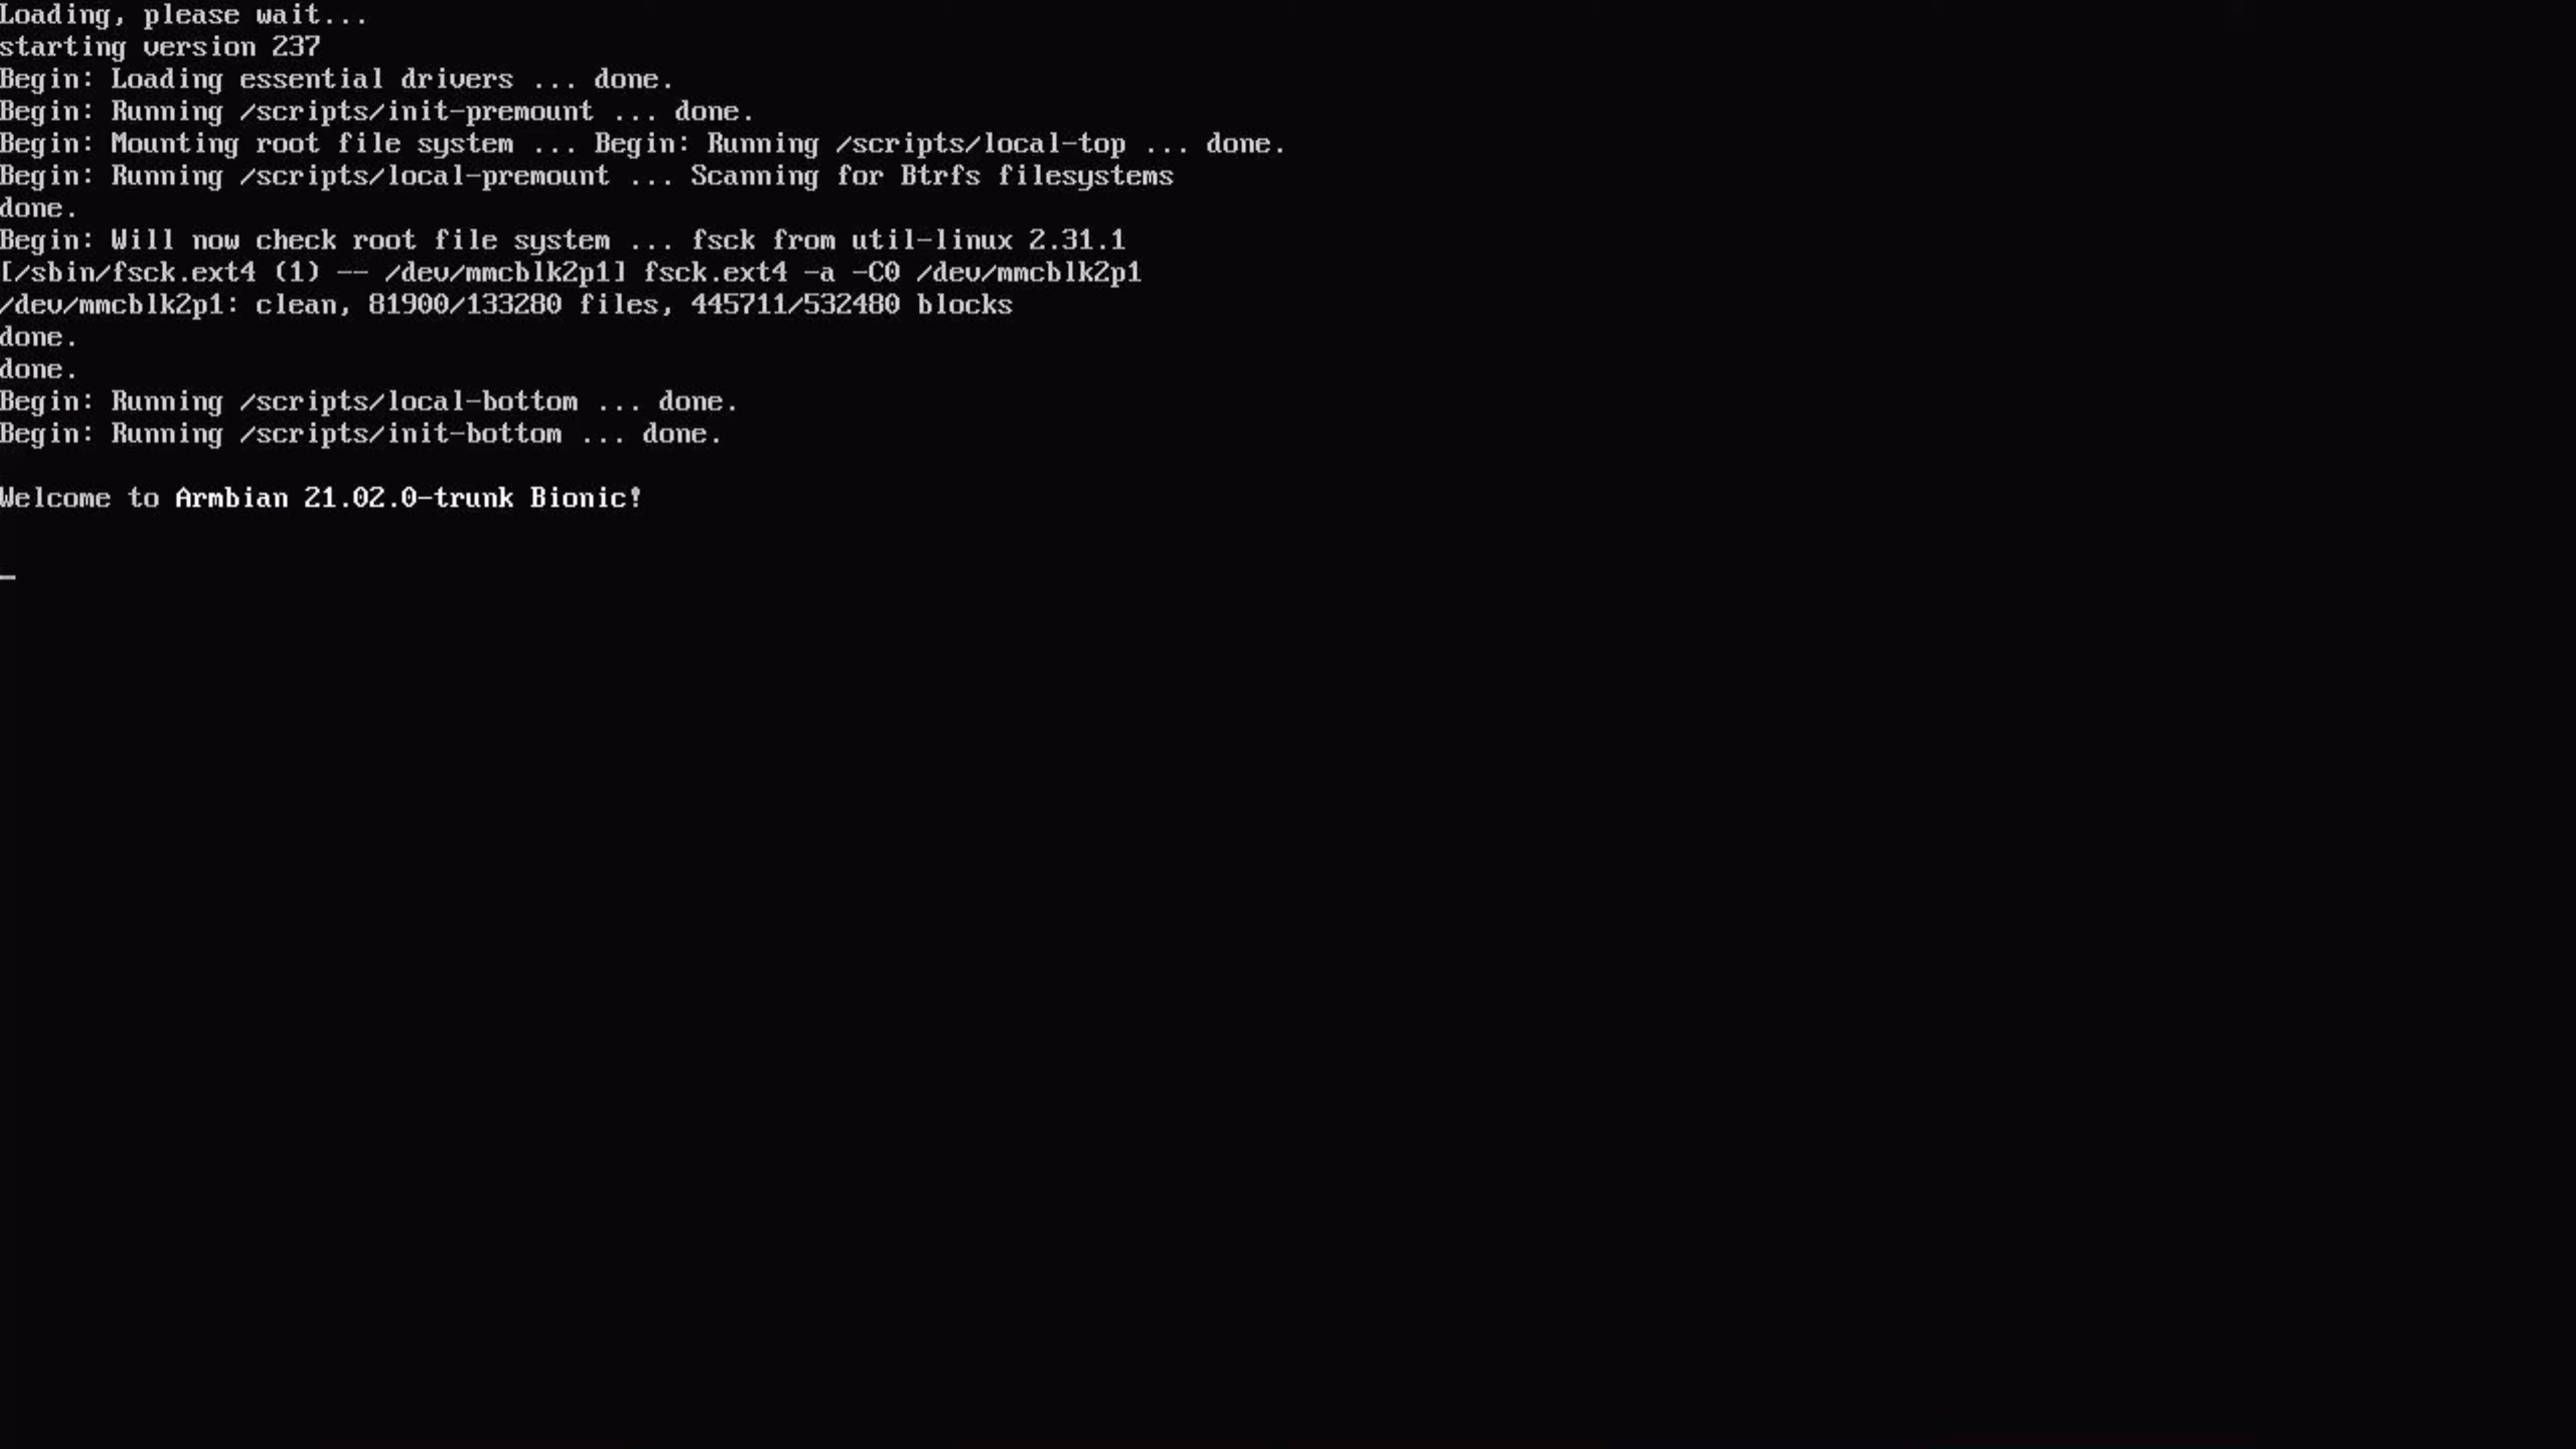 Loading, please wait...
starting version 237
Begin: Loading essential drivers ... done.
Begin: Running /scripts/init-premount ... done.
Begin: Mounting root file system ... Begin: Running /scripts/local-top ... done.
Begin: Running /scripts/local-premount ... Scanning for Btrfs filesystems
done.
Begin: Will now check root file system ... fsck from util-linux 2.31.1
[/sbin/fsck.ext4 (1) -- /dev/mmcblk2p1] fsck.ext4 -a -C0 /dev/mmcblk2p1
/dev/mmcblk2p1: clean, 81900/133280 files, 445711/532480 blocks
done.
done.
Begin: Running /scripts/local-bottom ... done.
Begin: Running /scripts/init-bottom ... done.
Welcome to Armbian 21.02.0-trunk Bionic!